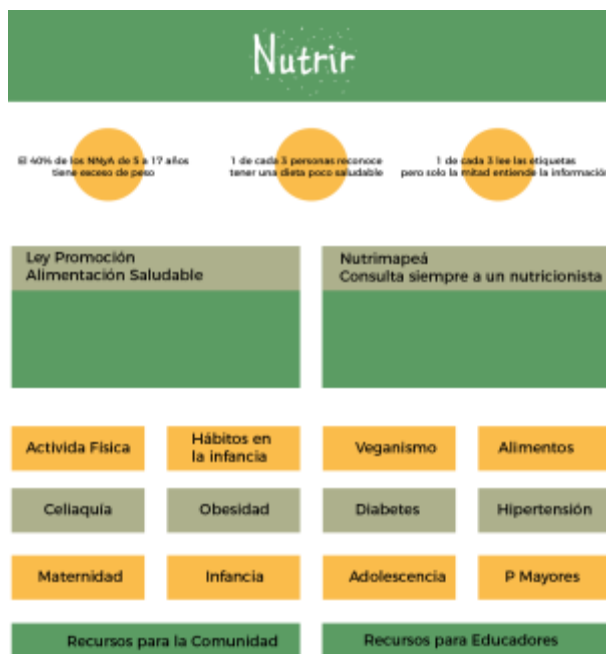 Nutrir
El 40% de los NNyA de 5 a 17 años
tiene exceso de peso
1 de cada 3 personas reconoce
tener una dieta poco saludable
1 de cada 3 lee las etiquetas
pero solo la mitad entiende la información
Ley Promoción
Alimentación Saludable
Nutrimapeá
Consulta siempre a un nutricionista
Activida Física
Hábitos en
la infancia
Veganismo
Alimentos
Celiaquía
Obesidad
Diabetes
Hipertensión
Maternidad
Infancia
Adolescencia
P Mayores
Recursos para la Comunidad
Recursos para Educadores